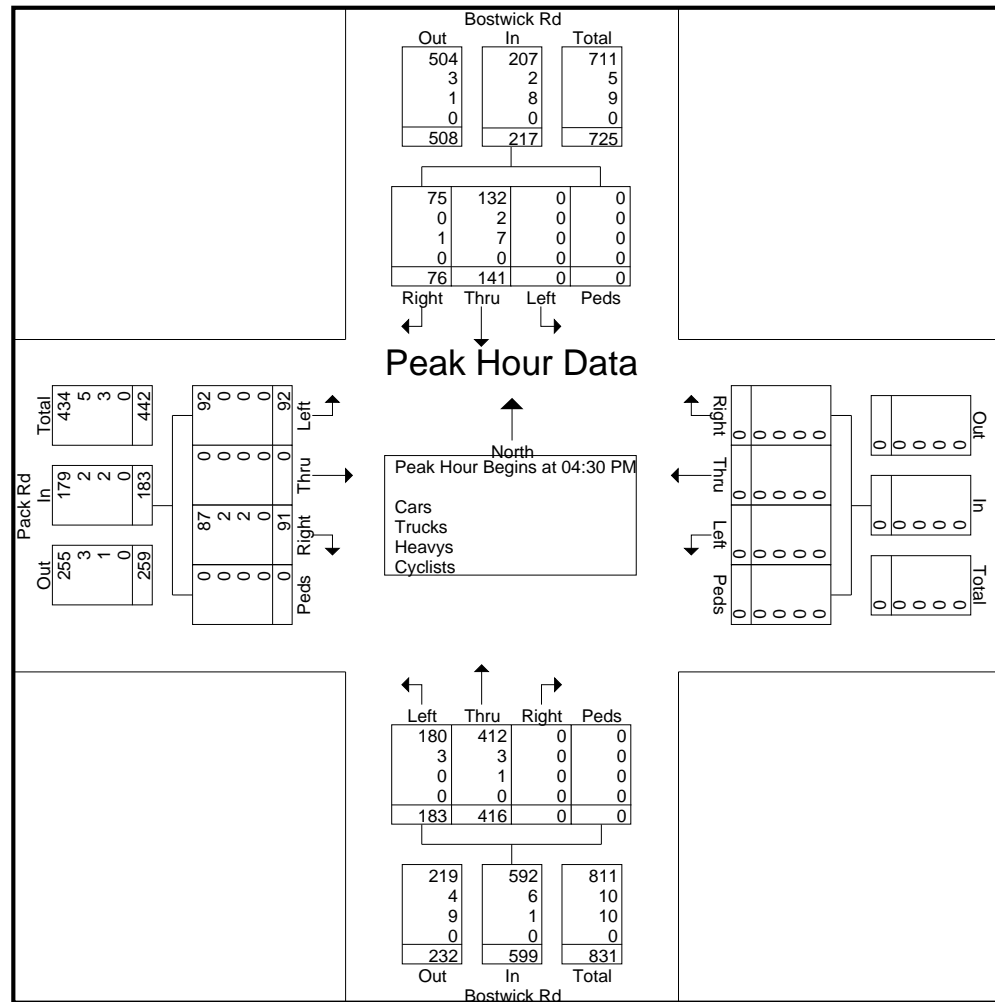 Bostwick Rd
Out In Total
504 207 711
3 2 5
1 8 9
0 0 0
508 217 725
75 132 0 0
0 2 0 0
1 7 0 0
0 0 0 0
76 141 0 0
Right Thru Left Peds
Peak Hour Data
North
Peak Hour Begins at 04:30 PM
Cars
Trucks
Heavys
Cyclists
Pack Rd
Out In Total
255 179 434
3 2 5
1 2 3
0 0 0
259 183 442
Peds Right Thru Left
0 87 0 92
0 2 0 0
0 2 0 0
0 0 0 0
0 91 0 92
Right Thru Left Peds
0 0 0 0
0 0 0 0
0 0 0 0
0 0 0 0
0 0 0 0
Out In Total
0 0 0
0 0 0
0 0 0
0 0 0
0 0 0
Left Thru Right Peds
180 412 0 0
3 3 0 0
0 1 0 0
0 0 0 0
183 416 0 0
219 592 811
4 6 10
9 1 10
0 0 0
232 599 831
Out In Total
Bostwick Rd